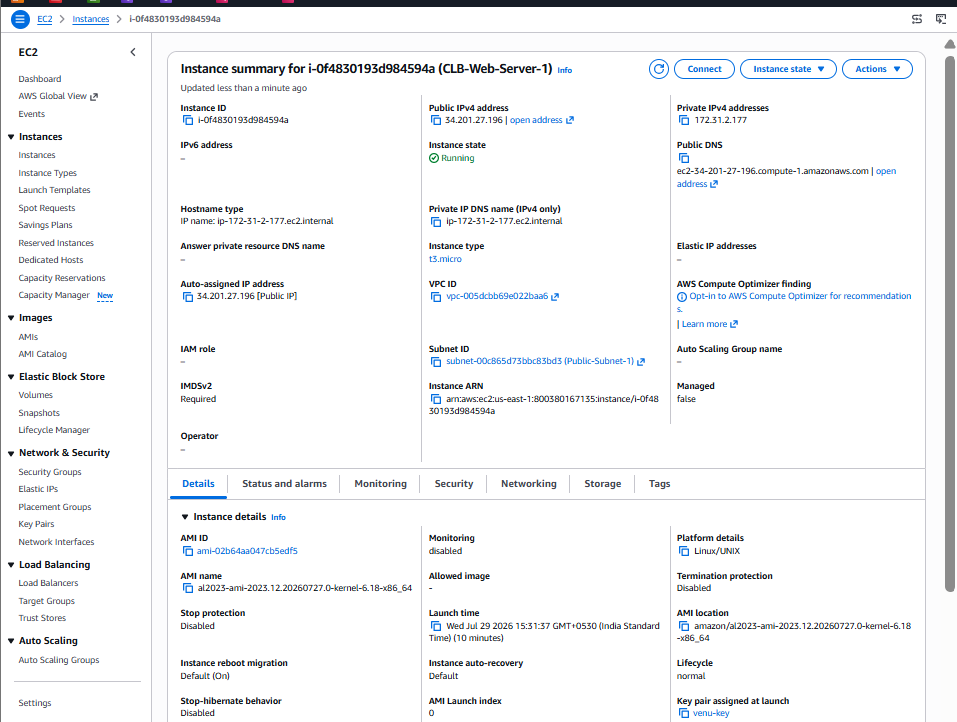 EC2 > Instances > i-0f4830193d984594a
EC2
Dashboard
AWS Global View
Events
Instances
Instances
Instance Types
Launch Templates
Spot Requests
Savings Plans
Reserved Instances
Dedicated Hosts
Capacity Reservations
Capacity Manager New
Images
AMIs
AMI Catalog
Elastic Block Store
Volumes
Snapshots
Lifecycle Manager
Network & Security
Security Groups
Elastic IPs
Placement Groups
Key Pairs
Network Interfaces
Load Balancing
Load Balancers
Target Groups
Trust Stores
Auto Scaling
Auto Scaling Groups
Settings
Instance summary for i-0f4830193d984594a (CLB-Web-Server-1) Info
Connect
Instance state
Actions
Updated less than a minute ago
Instance ID
i-0f4830193d984594a
Public IPv4 address
34.201.27.196 | open address
Private IPv4 addresses
172.31.2.177
IPv6 address
–
Instance state
Running
Public DNS
ec2-34-201-27-196.compute-1.amazonaws.com | open
address
Hostname type
IP name: ip-172-31-2-177.ec2.internal
Private IP DNS name (IPv4 only)
ip-172-31-2-177.ec2.internal
Answer private resource DNS name
–
Instance type
t3.micro
Elastic IP addresses
–
Auto-assigned IP address
34.201.27.196 [Public IP]
VPC ID
vpc-005dcbb69e022baa6
AWS Compute Optimizer finding
Opt-in to AWS Compute Optimizer for recommendation
s.
| Learn more
IAM role
–
Subnet ID
subnet-00c865d73bbc83bd3 (Public-Subnet-1)
Auto Scaling Group name
–
IMDSv2
Required
Instance ARN
arn:aws:ec2:us-east-1:800380167135:instance/i-0f48
30193d984594a
Managed
false
Operator
–
Details
Status and alarms
Monitoring
Security
Networking
Storage
Tags
Instance details Info
AMI ID
ami-02b64aa047cb5edf5
Monitoring
disabled
Platform details
Linux/UNIX
AMI name
al2023-ami-2023.12.20260727.0-kernel-6.18-x86_64
Allowed image
-
Termination protection
Disabled
Stop protection
Disabled
Launch time
Wed Jul 29 2026 15:31:37 GMT+0530 (India Standard
Time) (10 minutes)
AMI location
amazon/al2023-ami-2023.12.20260727.0-kernel-6.18
-x86_64
Instance reboot migration
Default (On)
Instance auto-recovery
Default
Lifecycle
normal
Stop-hibernate behavior
Disabled
AMI Launch index
0
Key pair assigned at launch
venu-key